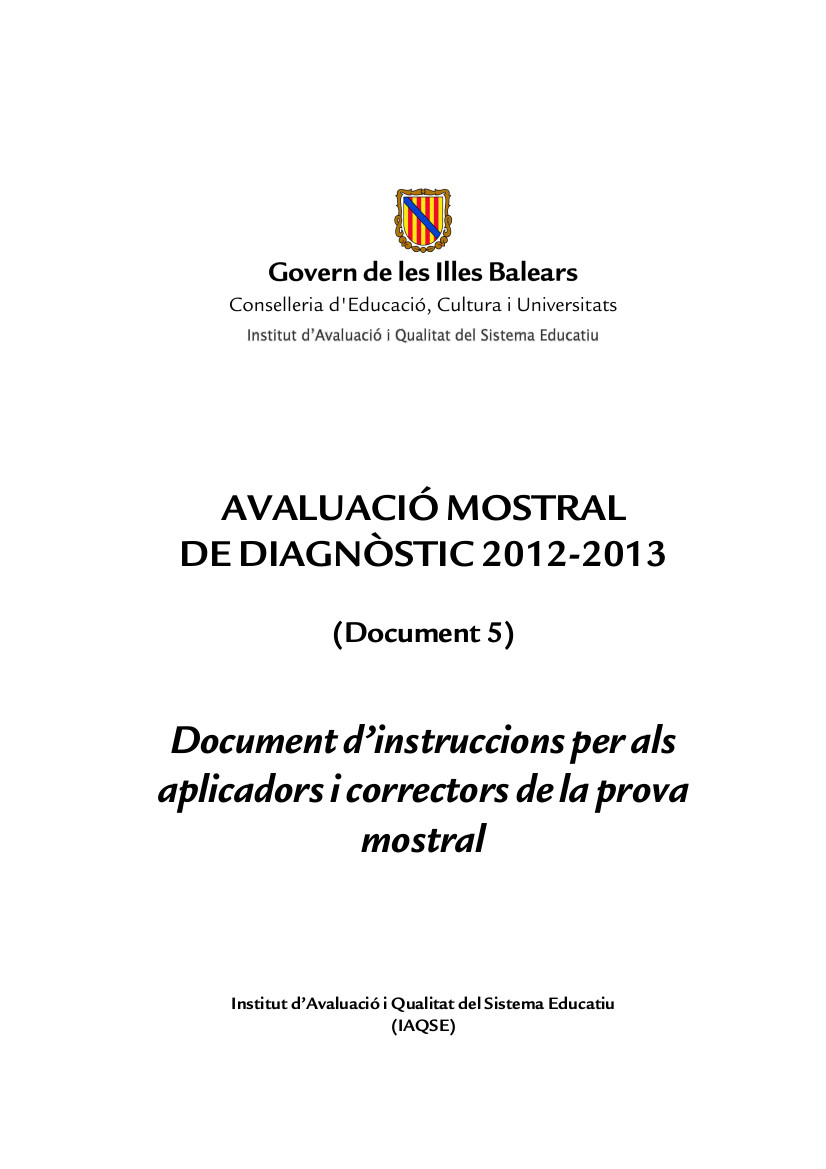 Govern de les Illes Balears
Conselleria d'Educació, Cultura i Universitats
Institut d’Avaluació i Qualitat del Sistema Educatiu
AVALUACIÓ MOSTRAL
DE DIAGNÒSTIC 2012-2013
(Document 5)
Document d’instruccions per als
aplicadors i correctors de la prova
mostral
Institut d’Avaluació i Qualitat del Sistema Educatiu
(IAQSE)